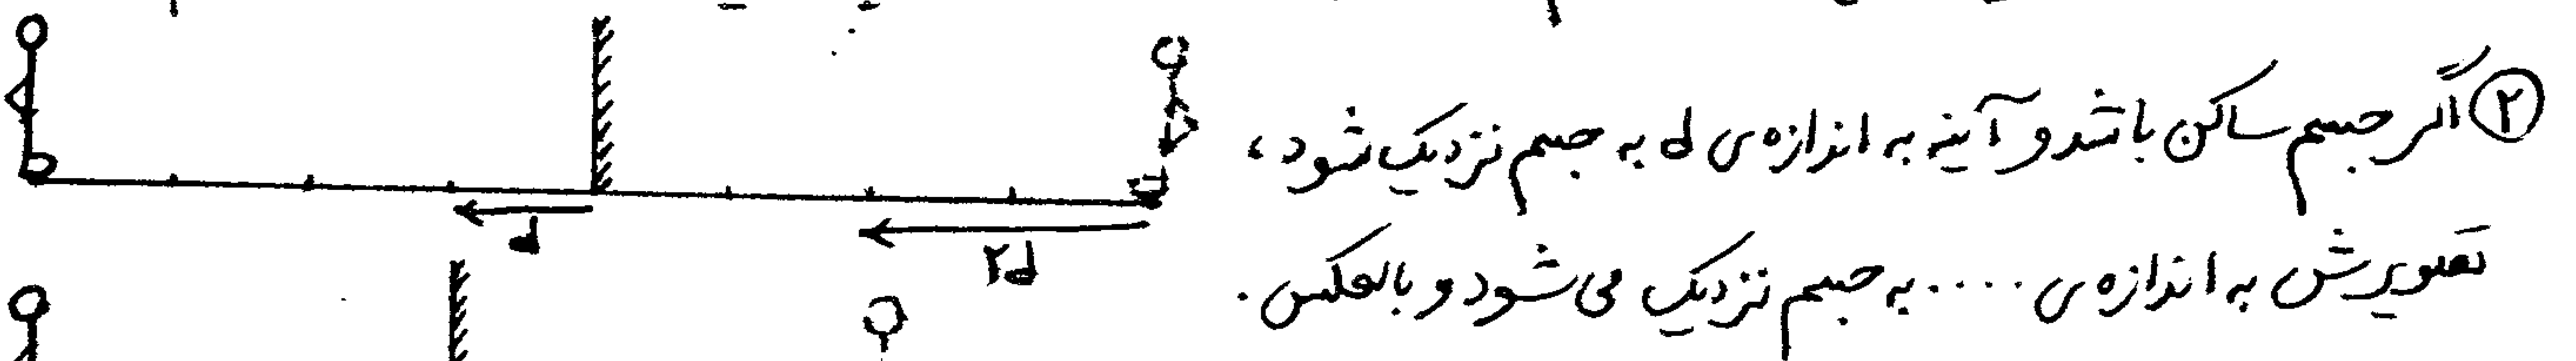 ② اگر جسم ساکن باشد و آینه به اندازه‌ی d به جسم نزدیک شود،
تصویرش به اندازه‌ی .... به جسم نزدیک می‌شود و بالعکس.
d
۲d